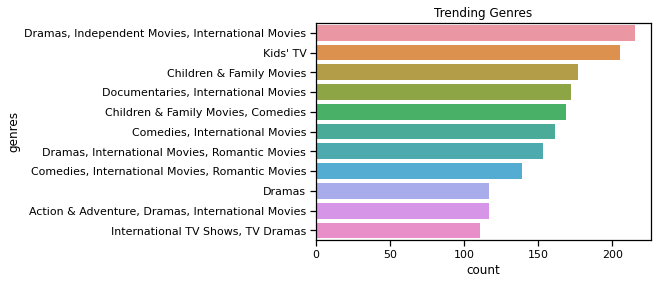 Trending Genres
Dramas, Independent Movies, International Movies
Kids' TV
Children & Family Movies
Documentaries, International Movies
Children & Family Movies, Comedies
Comedies, International Movies
Dramas, International Movies, Romantic Movies
Comedies, International Movies, Romantic Movies
Dramas
Action & Adventure, Dramas, International Movies
International TV Shows, TV Dramas
genres
0 50 100 150 200
count